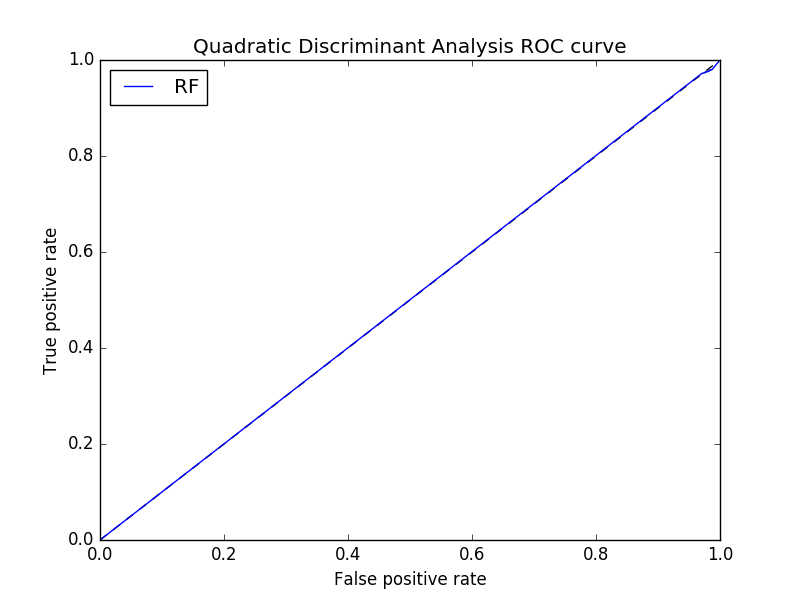 Quadratic Discriminant Analysis ROC curve
RF
1.0
0.8
0.6
0.4
0.2
0.0
True positive rate
0.0 0.2 0.4 0.6 0.8 1.0
False positive rate